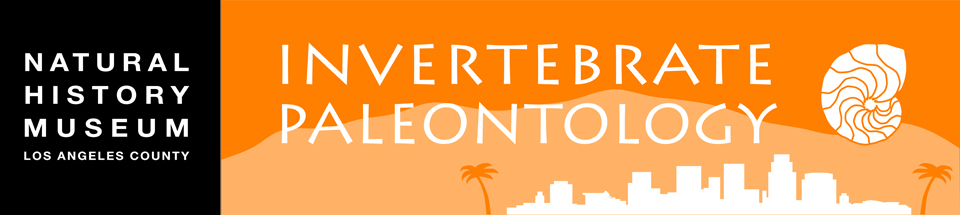 NATURAL
HISTORY
MUSEUM
LOS ANGELES COUNTY
INVERTEBRATE
PALEONTOLOGY